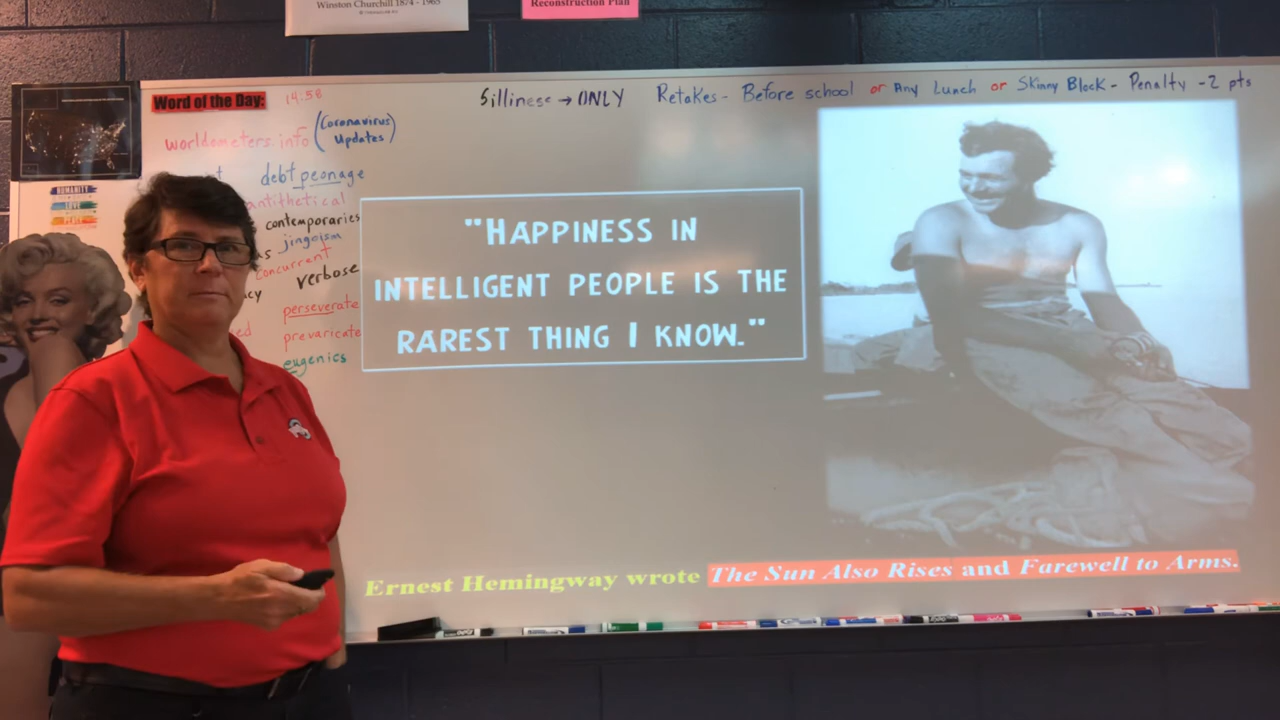 Winston Churchill 1874 - 1965
Reconstruction Plan
Word of the Day:
14:58
Silliness → ONLY
Retakes- Before school or Any Lunch or Skinny Block - Penalty -2 pts
worldometers.info (Coronavirus
Updates)
debt peonage
antithetical
contemporaries
jingoism
concurrent
verbose
perseverate
prevaricate
eugenics
HUMANITY
LOVE
"HAPPINESS IN
INTELLIGENT PEOPLE IS THE
RAREST THING I KNOW."
Ernest Hemingway wrote The Sun Also Rises and Farewell to Arms.